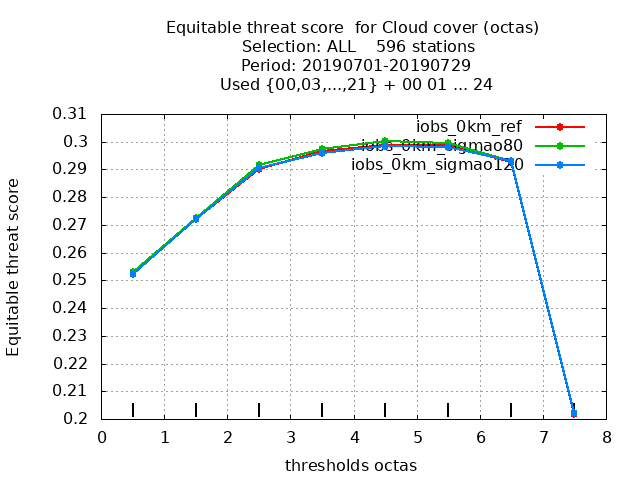 Equitable threat score  for Cloud cover (octas)
Selection: ALL    596 stations
Period: 20190701-20190729
Used {00,03,...,21} + 00 01 ... 24
0.31
0.3
0.29
0.28
0.27
0.26
0.25
0.24
0.23
0.22
0.21
0.2
Equitable threat score
iobs_0km_ref
iobs_0km_sigmao80
iobs_0km_sigmao120
0 1 2 3 4 5 6 7 8
thresholds octas